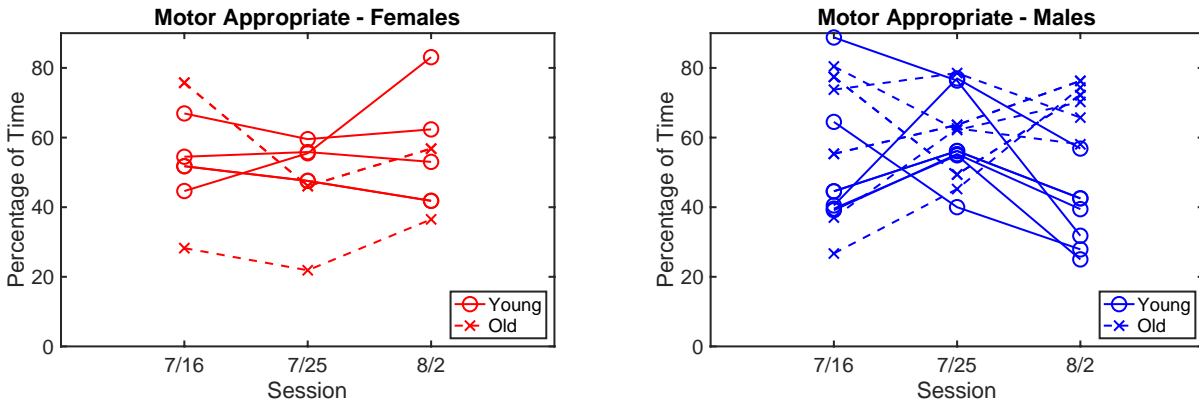 Motor Appropriate - Females
Percentage of Time
80
60
40
20
0
7/16 7/25 8/2
Session
Young
Old
Motor Appropriate - Males
Percentage of Time
80
60
40
20
0
7/16 7/25 8/2
Session
Young
Old